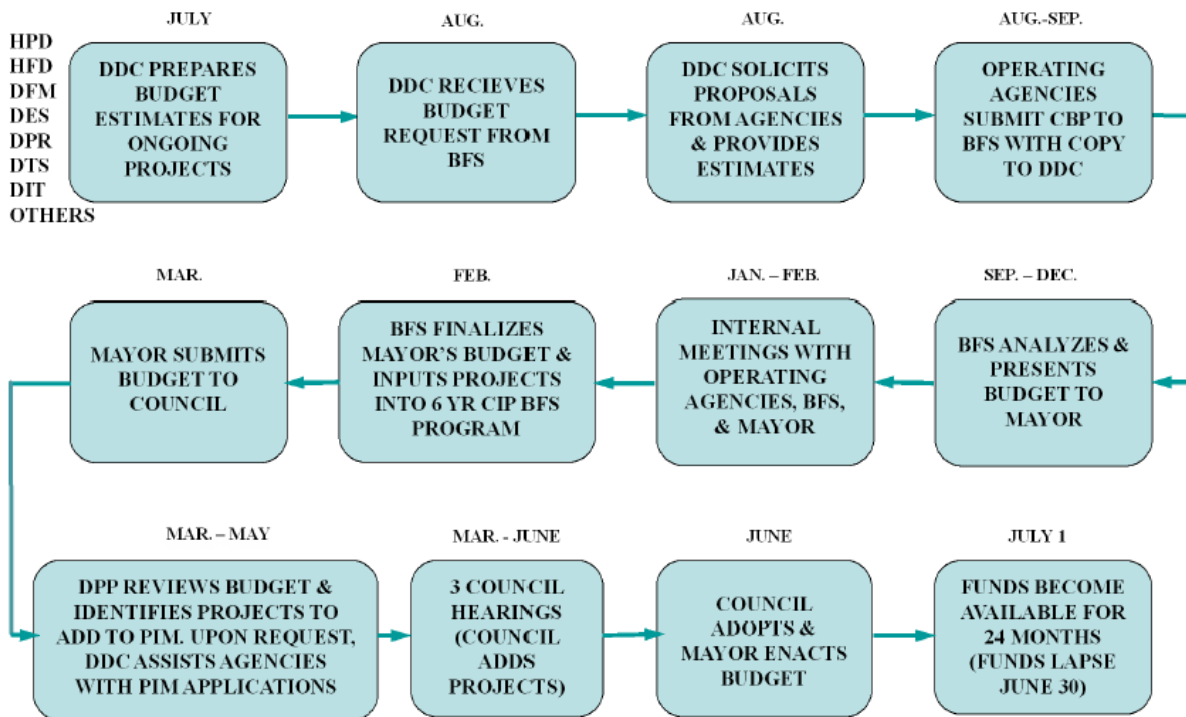 HPD
HFD
DFM
DES
DPR
DTS
DIT
OTHERS
JULY
DDC PREPARES
BUDGET
ESTIMATES FOR
ONGOING
PROJECTS
AUG.
DDC RECIEVES
BUDGET
REQUEST FROM
BFS
AUG.
DDC SOLICITS
PROPOSALS
FROM AGENCIES
& PROVIDES
ESTIMATES
AUG.-SEP.
OPERATING
AGENCIES
SUBMIT CBP TO
BFS WITH COPY
TO DDC
SEP. – DEC.
BFS ANALYZES &
PRESENTS
BUDGET TO
MAYOR
JAN. – FEB.
INTERNAL
MEETINGS WITH
OPERATING
AGENCIES, BFS,
& MAYOR
FEB.
BFS FINALIZES
MAYOR'S BUDGET &
INPUTS PROJECTS
INTO 6 YR CIP BFS
PROGRAM
MAR.
MAYOR SUBMITS
BUDGET TO
COUNCIL
MAR. – MAY
DPP REVIEWS BUDGET &
IDENTIFIES PROJECTS TO
ADD TO PIM. UPON REQUEST,
DDC ASSISTS AGENCIES
WITH PIM APPLICATIONS
MAR. - JUNE
3 COUNCIL
HEARINGS
(COUNCIL
ADDS
PROJECTS)
JUNE
COUNCIL
ADOPTS &
MAYOR ENACTS
BUDGET
JULY 1
FUNDS BECOME
AVAILABLE FOR
24 MONTHS
(FUNDS LAPSE
JUNE 30)